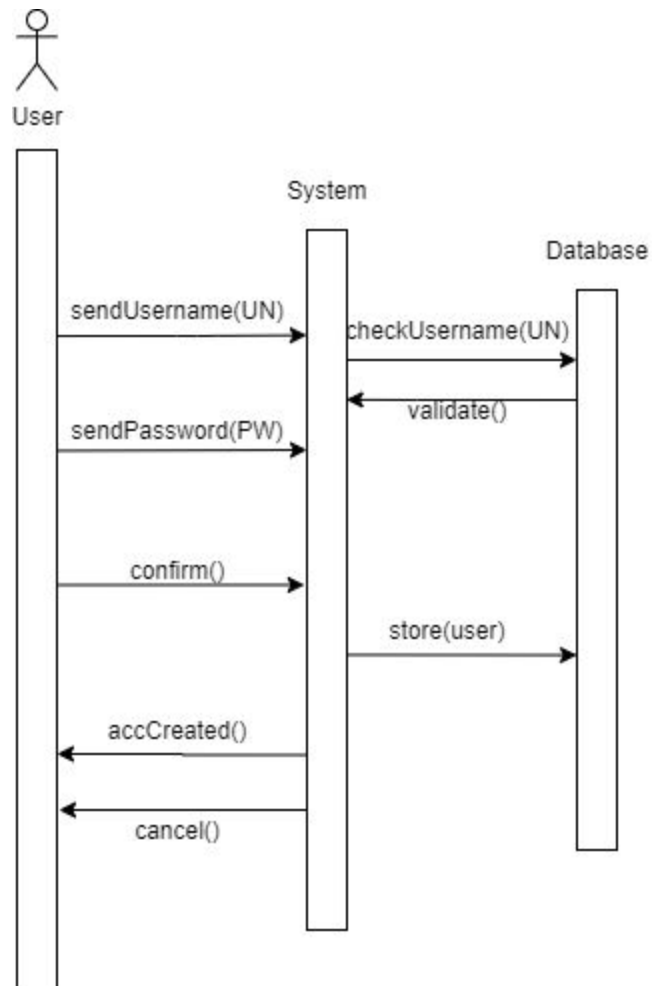 User
System
Database
sendUsername(UN)
checkUsername(UN)
validate()
sendPassword(PW)
confirm()
store(user)
accCreated()
cancel()